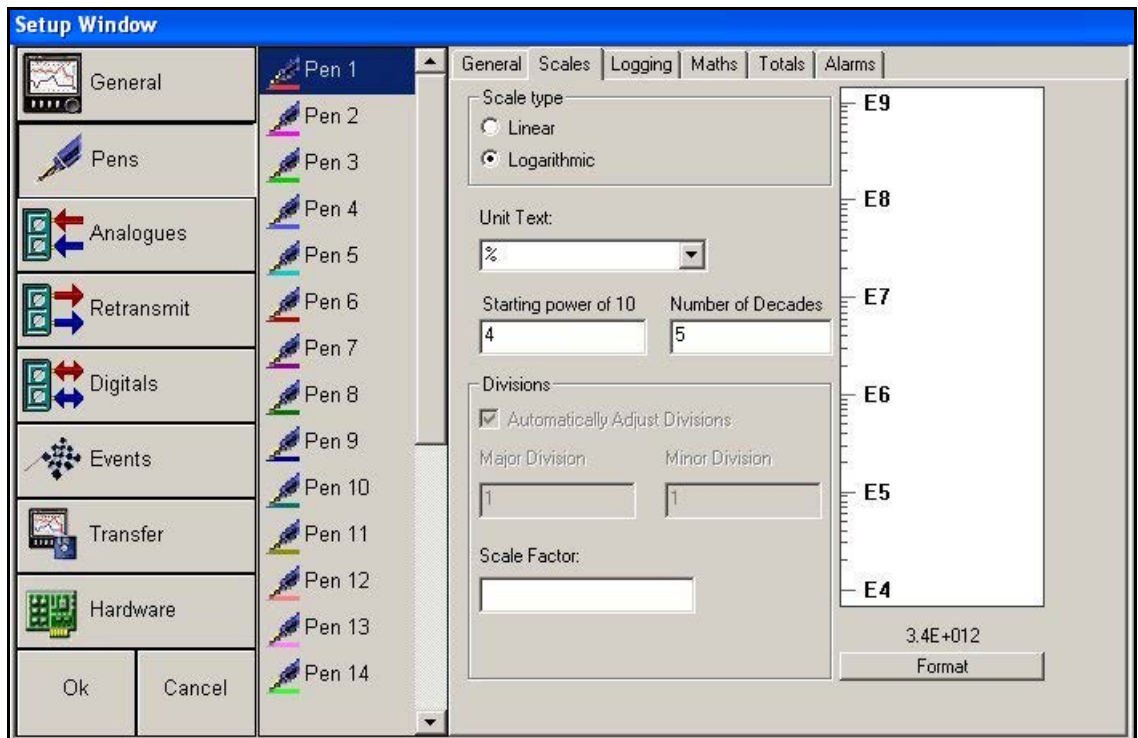 Setup Window
General
Pens
Analogues
Retransmit
Digitals
Events
Transfer
Hardware
Ok
Cancel
Pen 1
Pen 2
Pen 3
Pen 4
Pen 5
Pen 6
Pen 7
Pen 8
Pen 9
Pen 10
Pen 11
Pen 12
Pen 13
Pen 14
General Scales Logging Maths Totals Alarms
Scale type
Linear
Logarithmic
Unit Text:
%
Starting power of 10 Number of Decades
4 5
Divisions
Automatically Adjust Divisions
Major Division Minor Division
1 1
Scale Factor:
E9
E8
E7
E6
E5
E4
3.4E+012
Format